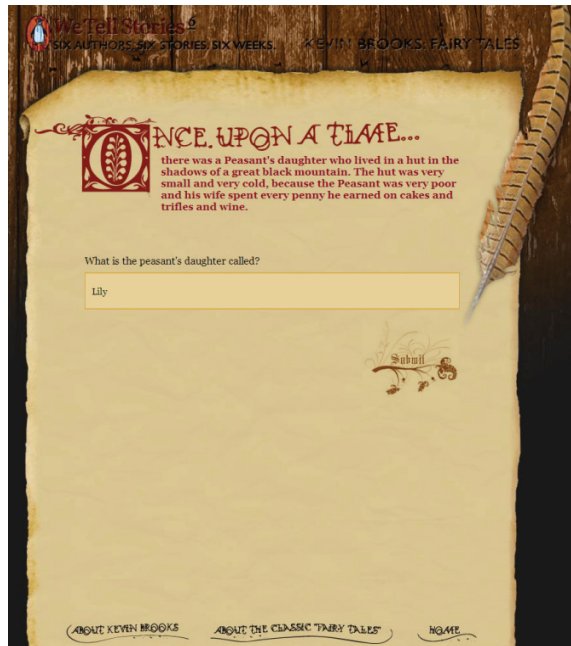 We Tell Stories
SIX AUTHORS. SIX STORIES. SIX WEEKS. KEVIN BROOKS. FAIRY TALES
ONCE UPON A TIME...
there was a Peasant's daughter who lived in a hut in the
shadows of a great black mountain. The hut was very
small and very cold, because the Peasant was very poor
and his wife spent every penny he earned on cakes and
trifles and wine.
What is the peasant's daughter called?
Lily
Submit
ABOUT KEVIN BROOKS ABOUT THE CLASSIC "FAIRY TALES" HOME